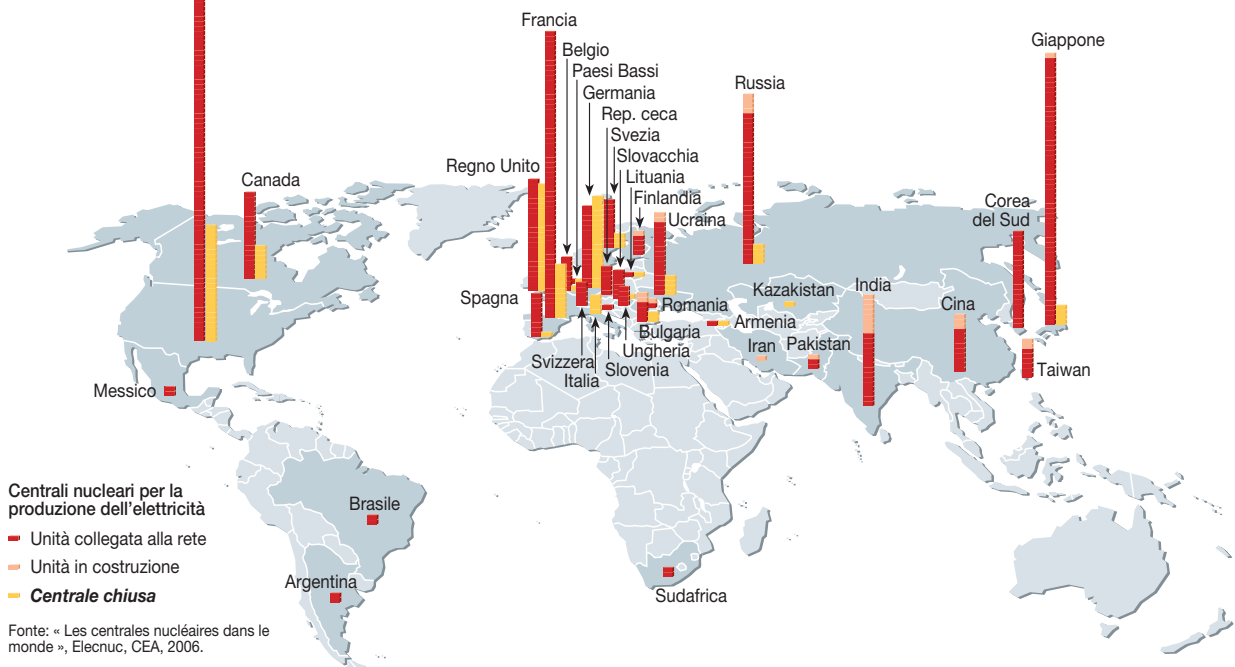 Francia
Belgio
Paesi Bassi
Germania
Rep. ceca
Svezia
Slovacchia
Lituania
Finlandia
Ucraina
Regno Unito
Canada
Russia
Giappone
Corea
del Sud
Spagna
Kazakistan
India
Cina
Romania
Armenia
Bulgaria
Iran
Pakistan
Taiwan
Svizzera
Ungheria
Italia
Slovenia
Messico
Brasile
Argentina
Sudafrica
Centrali nucleari per la
produzione dell'elettricità
Unità collegata alla rete
Unità in costruzione
Centrale chiusa
Fonte: « Les centrales nucléaires dans le
monde », Elecnuc, CEA, 2006.